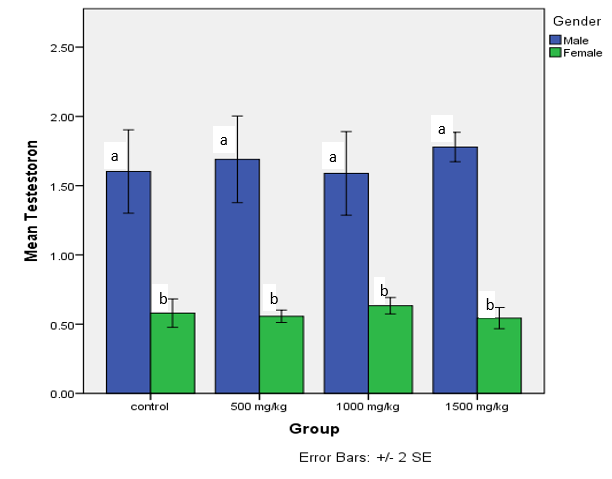 Gender
Male
Female
2.50
2.00
1.50
1.00
0.50
0.00
Mean Testestoron
a
b
a
b
a
b
a
b
control
500 mg/kg
1000 mg/kg
1500 mg/kg
Group
Error Bars: +/- 2 SE